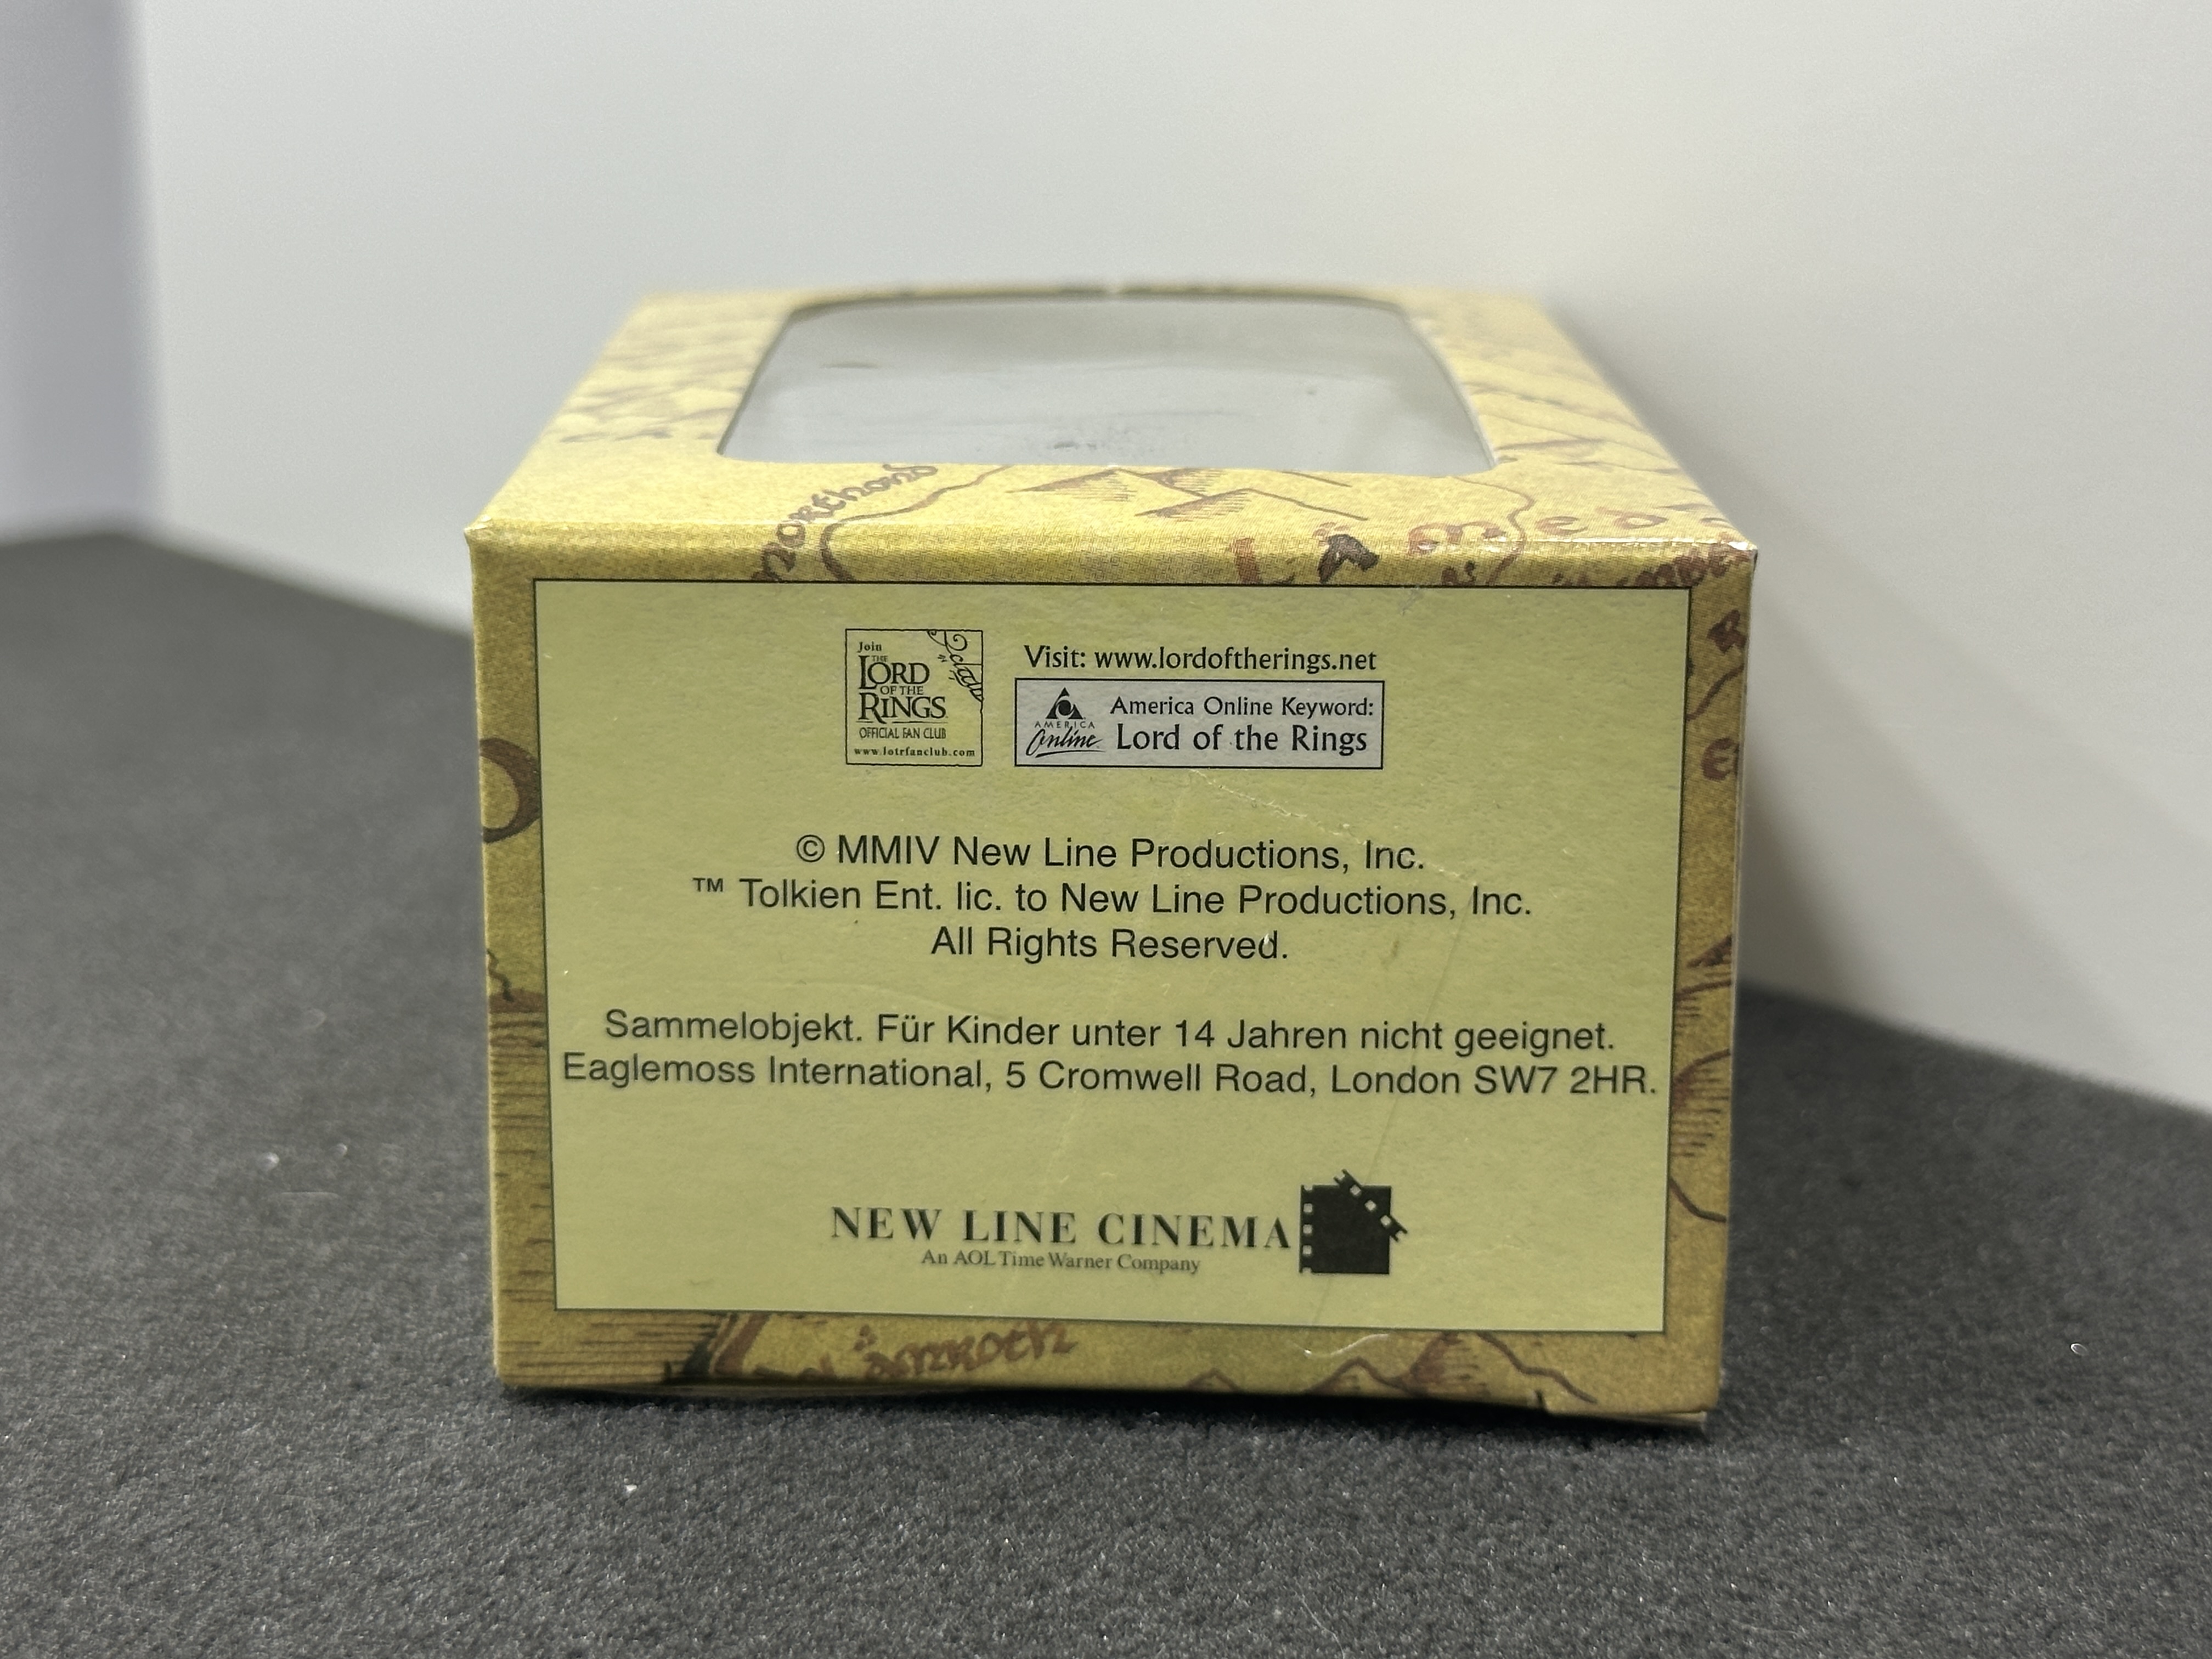 morthond
Lamed
Join
THE
LORD
OF THE
RINGS
OFFICIAL FAN CLUB
www.lotrfanclub.com
Visit: www.lordoftherings.net
AMERICA
Online
America Online Keyword:
Lord of the Rings
© MMIV New Line Productions, Inc.
™ Tolkien Ent. lic. to New Line Productions, Inc.
All Rights Reserved.
Sammelobjekt. Für Kinder unter 14 Jahren nicht geeignet.
Eaglemoss International, 5 Cromwell Road, London SW7 2HR.
NEW LINE CINEMA
An AOL Time Warner Company